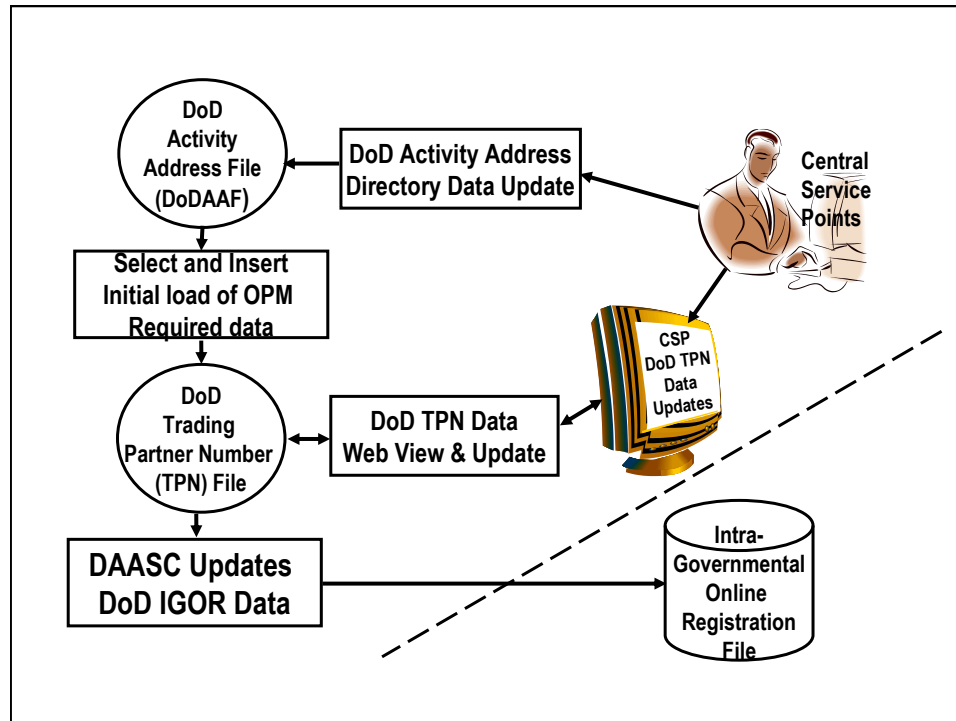 DoD
Activity
Address File
(DoDAAF)
DoD Activity Address
Directory Data Update
Central
Service
Points
Select and Insert
Initial load of OPM
Required data
CSP
DoD TPN
Data
Updates
DoD
Trading
Partner Number
(TPN) File
DoD TPN Data
Web View & Update
DAASC Updates
DoD IGOR Data
Intra-
Governmental
Online
Registration
File